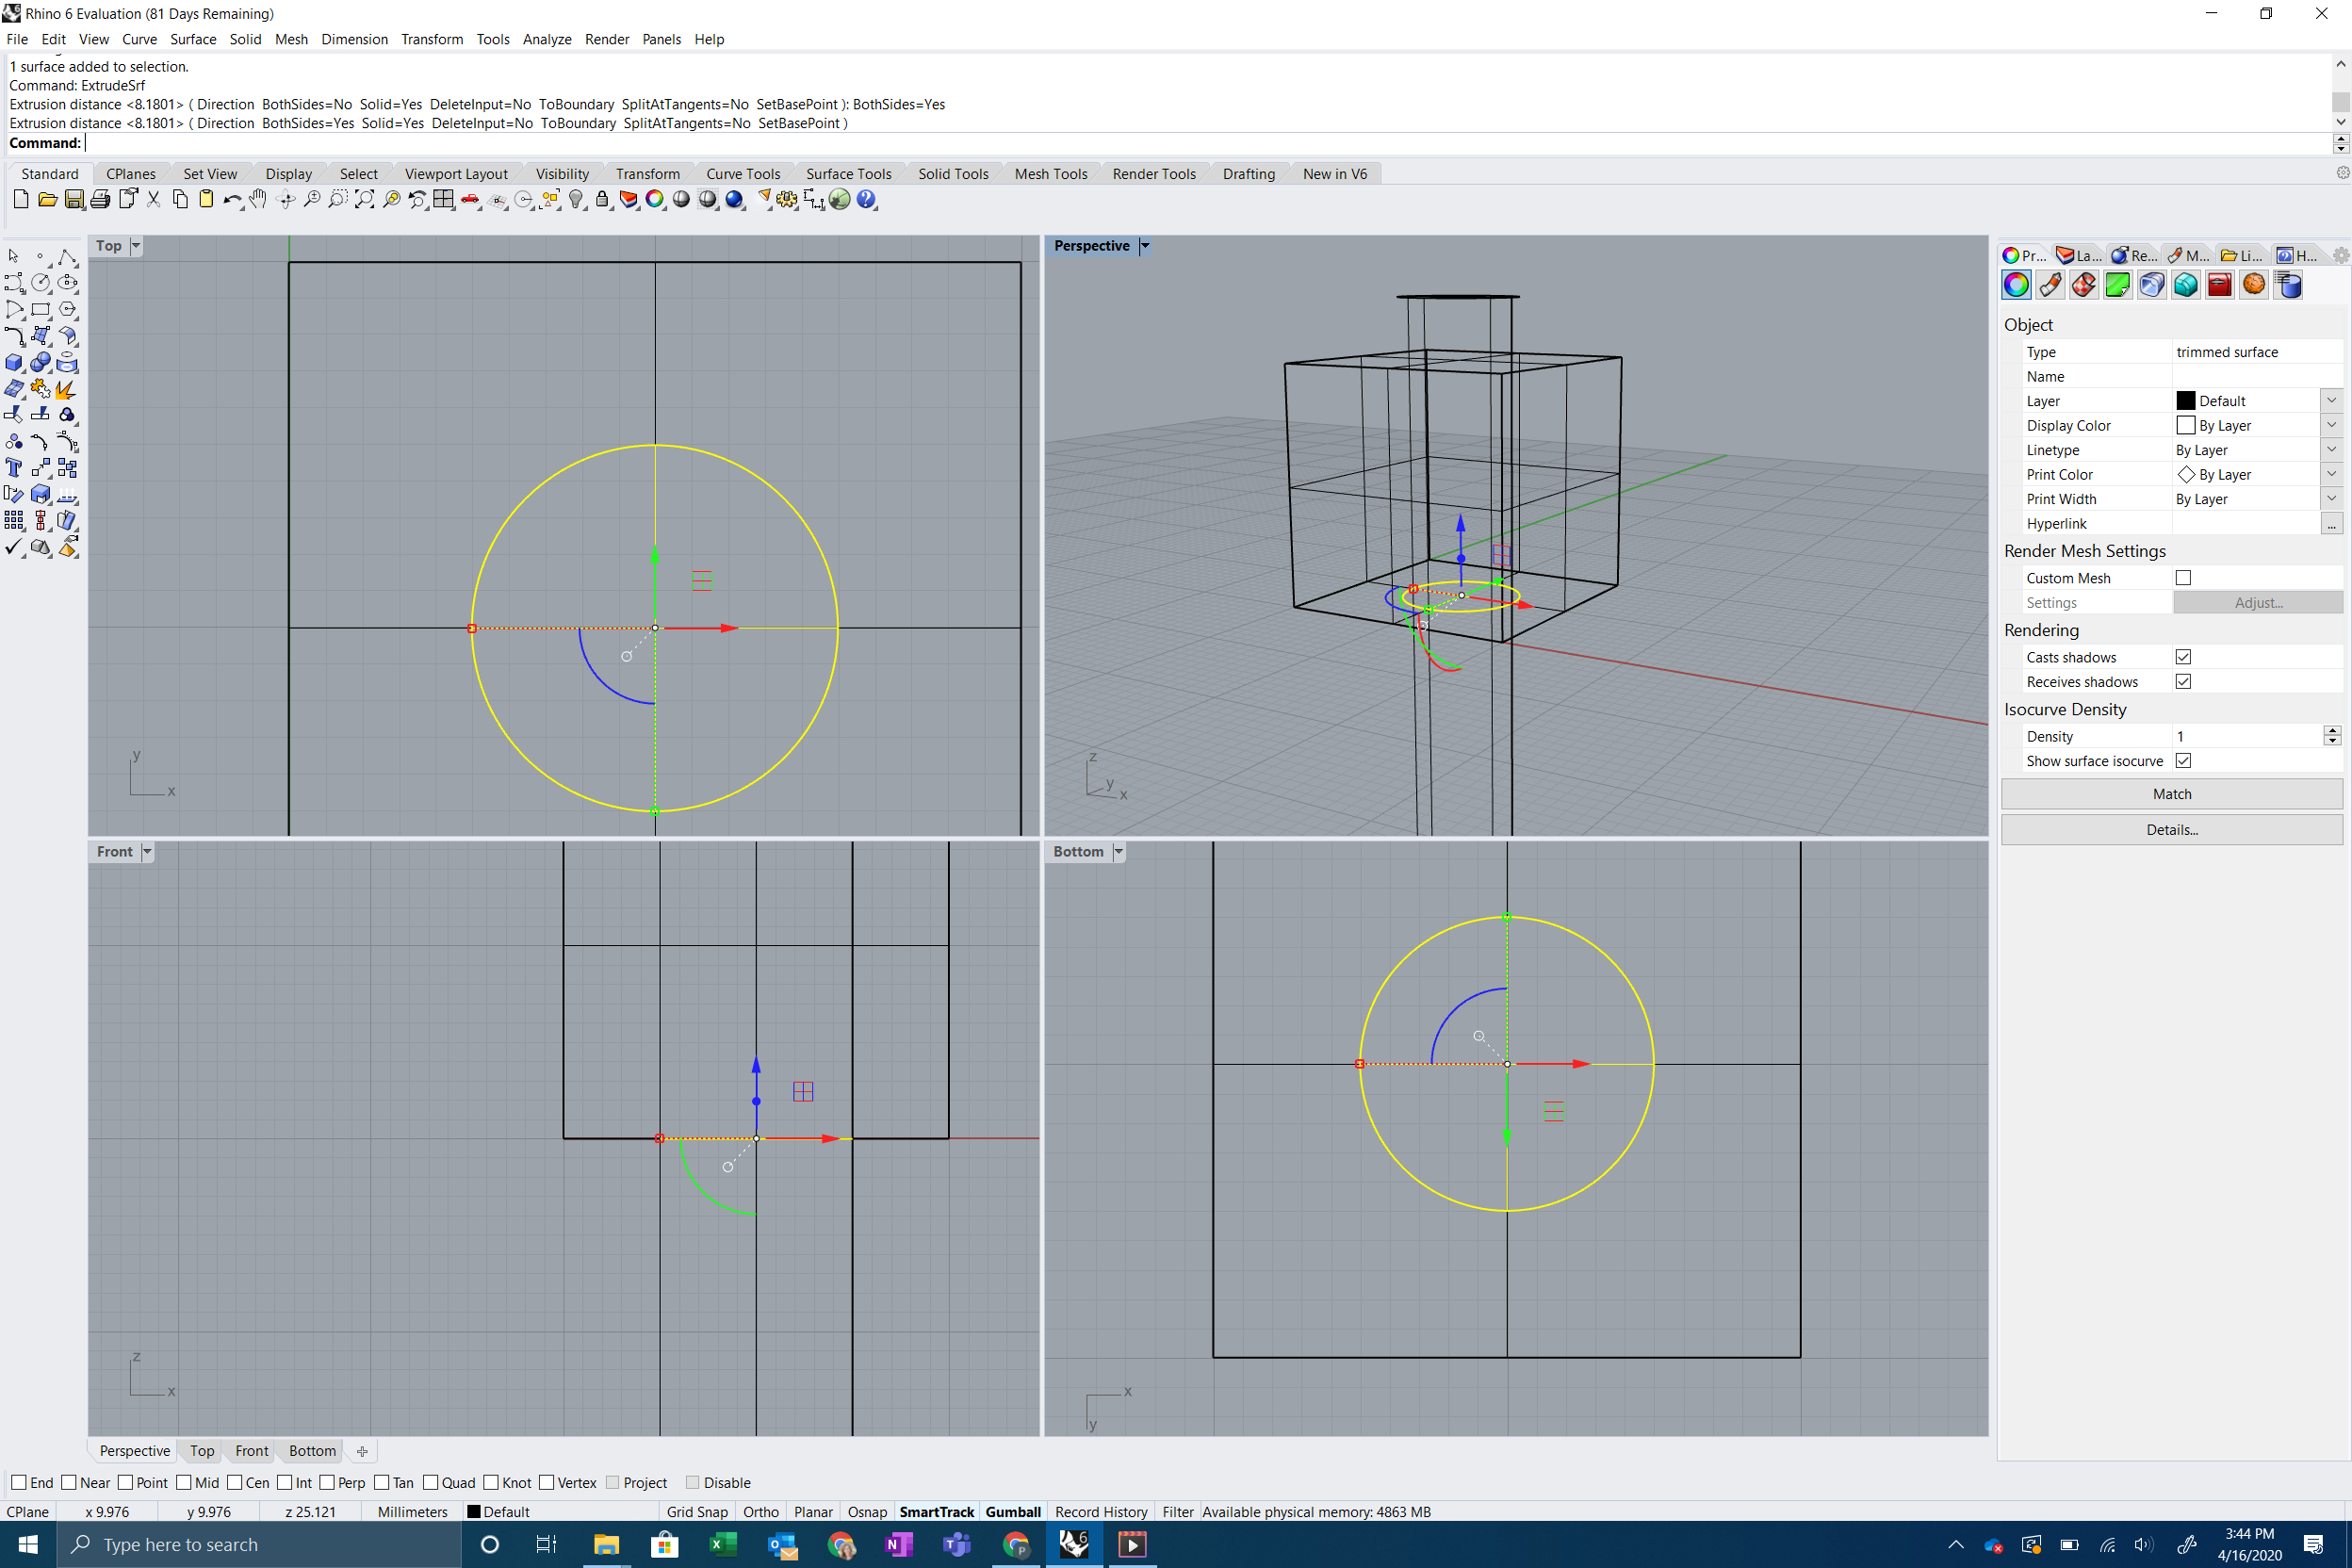 Rhino 6 Evaluation (81 Days Remaining)
File Edit View Curve Surface Solid Mesh Dimension Transform Tools Analyze Render Panels Help
1 surface added to selection.
Command: ExtrudeSrf
Extrusion distance <8.1801> ( Direction BothSides=No Solid=Yes DeleteInput=No ToBoundary SplitAtTangents=No SetBasePoint ): BothSides=Yes
Extrusion distance <8.1801> ( Direction BothSides=Yes Solid=Yes DeleteInput=No ToBoundary SplitAtTangents=No SetBasePoint )
Command:
Standard CPlanes Set View Display Select Viewport Layout Visibility Transform Curve Tools Surface Tools Solid Tools Mesh Tools Render Tools Drafting New in V6
Top
y
x
Perspective
z
y
x
Front
z
x
Bottom
x
y
Pr... La... Re... M... Li... H...
Object
Type trimmed surface
Name
Layer Default
Display Color By Layer
Linetype By Layer
Print Color By Layer
Print Width By Layer
Hyperlink ...
Render Mesh Settings
Custom Mesh
Settings Adjust...
Rendering
Casts shadows
Receives shadows
Isocurve Density
Density 1
Show surface isocurve
Match
Details...
Perspective Top Front Bottom
End Near Point Mid Cen Int Perp Tan Quad Knot Vertex Project Disable
CPlane x 9.976 y 9.976 z 25.121 Millimeters Default Grid Snap Ortho Planar Osnap SmartTrack Gumball Record History Filter Available physical memory: 4863 MB
Type here to search
3:44 PM
4/16/2020